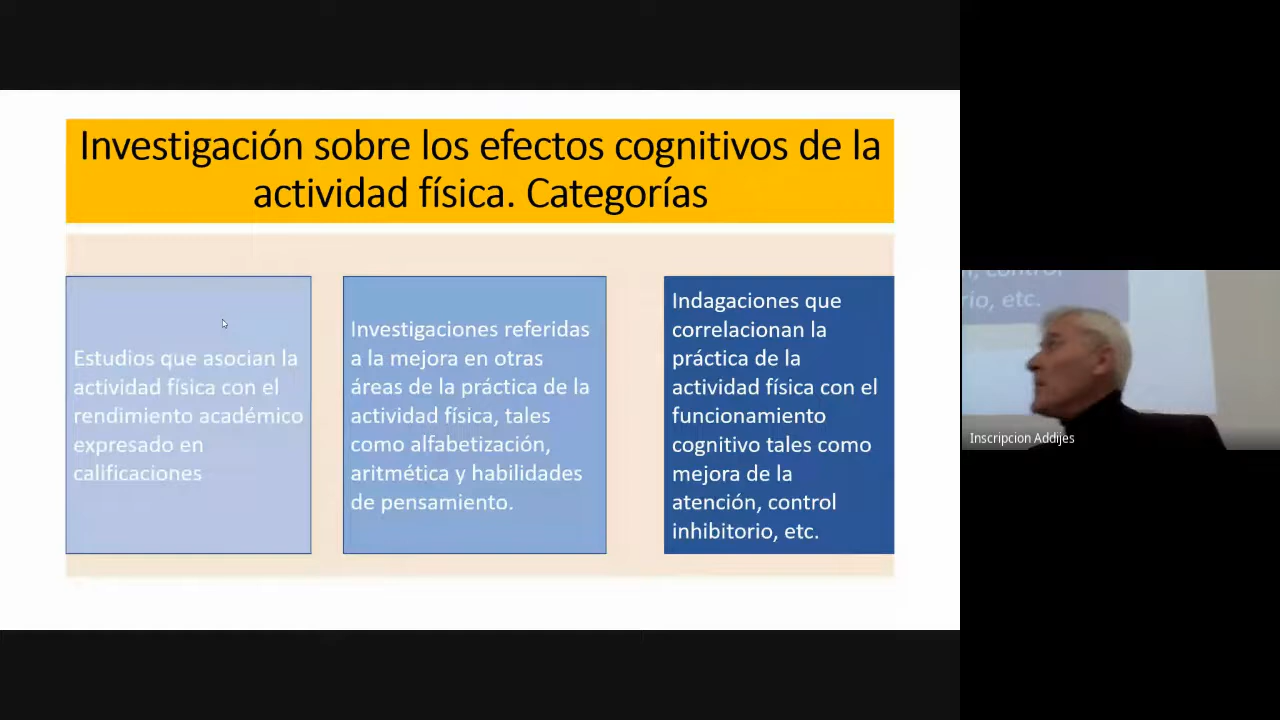 Investigación sobre los efectos cognitivos de la
actividad física. Categorías
Estudios que asocian la
actividad física con el
rendimiento académico
expresado en
calificaciones
Investigaciones referidas
a la mejora en otras
áreas de la práctica de la
actividad física, tales
como alfabetización,
aritmética y habilidades
de pensamiento.
Indagaciones que
correlacionan la
práctica de la
actividad física con el
funcionamiento
cognitivo tales como
mejora de la
atención, control
inhibitorio, etc.
control
rio, etc.
Inscripcion Addijes